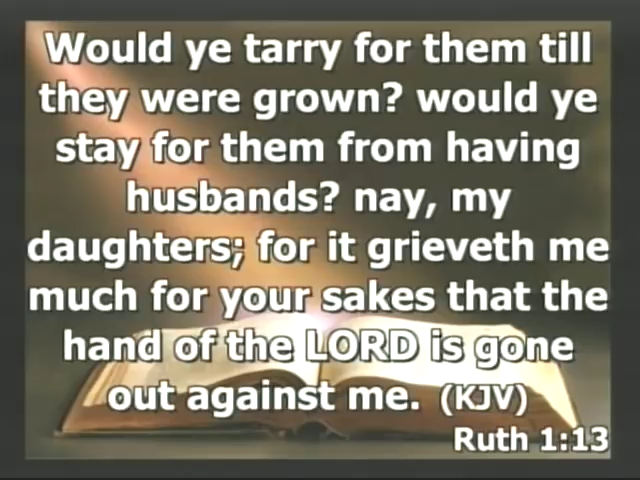 Would ye tarry for them till
they were grown? would ye
stay for them from having
husbands? nay, my
daughters; for it grieveth me
much for your sakes that the
hand of the LORD is gone
out against me. (KJV)
Ruth 1:13